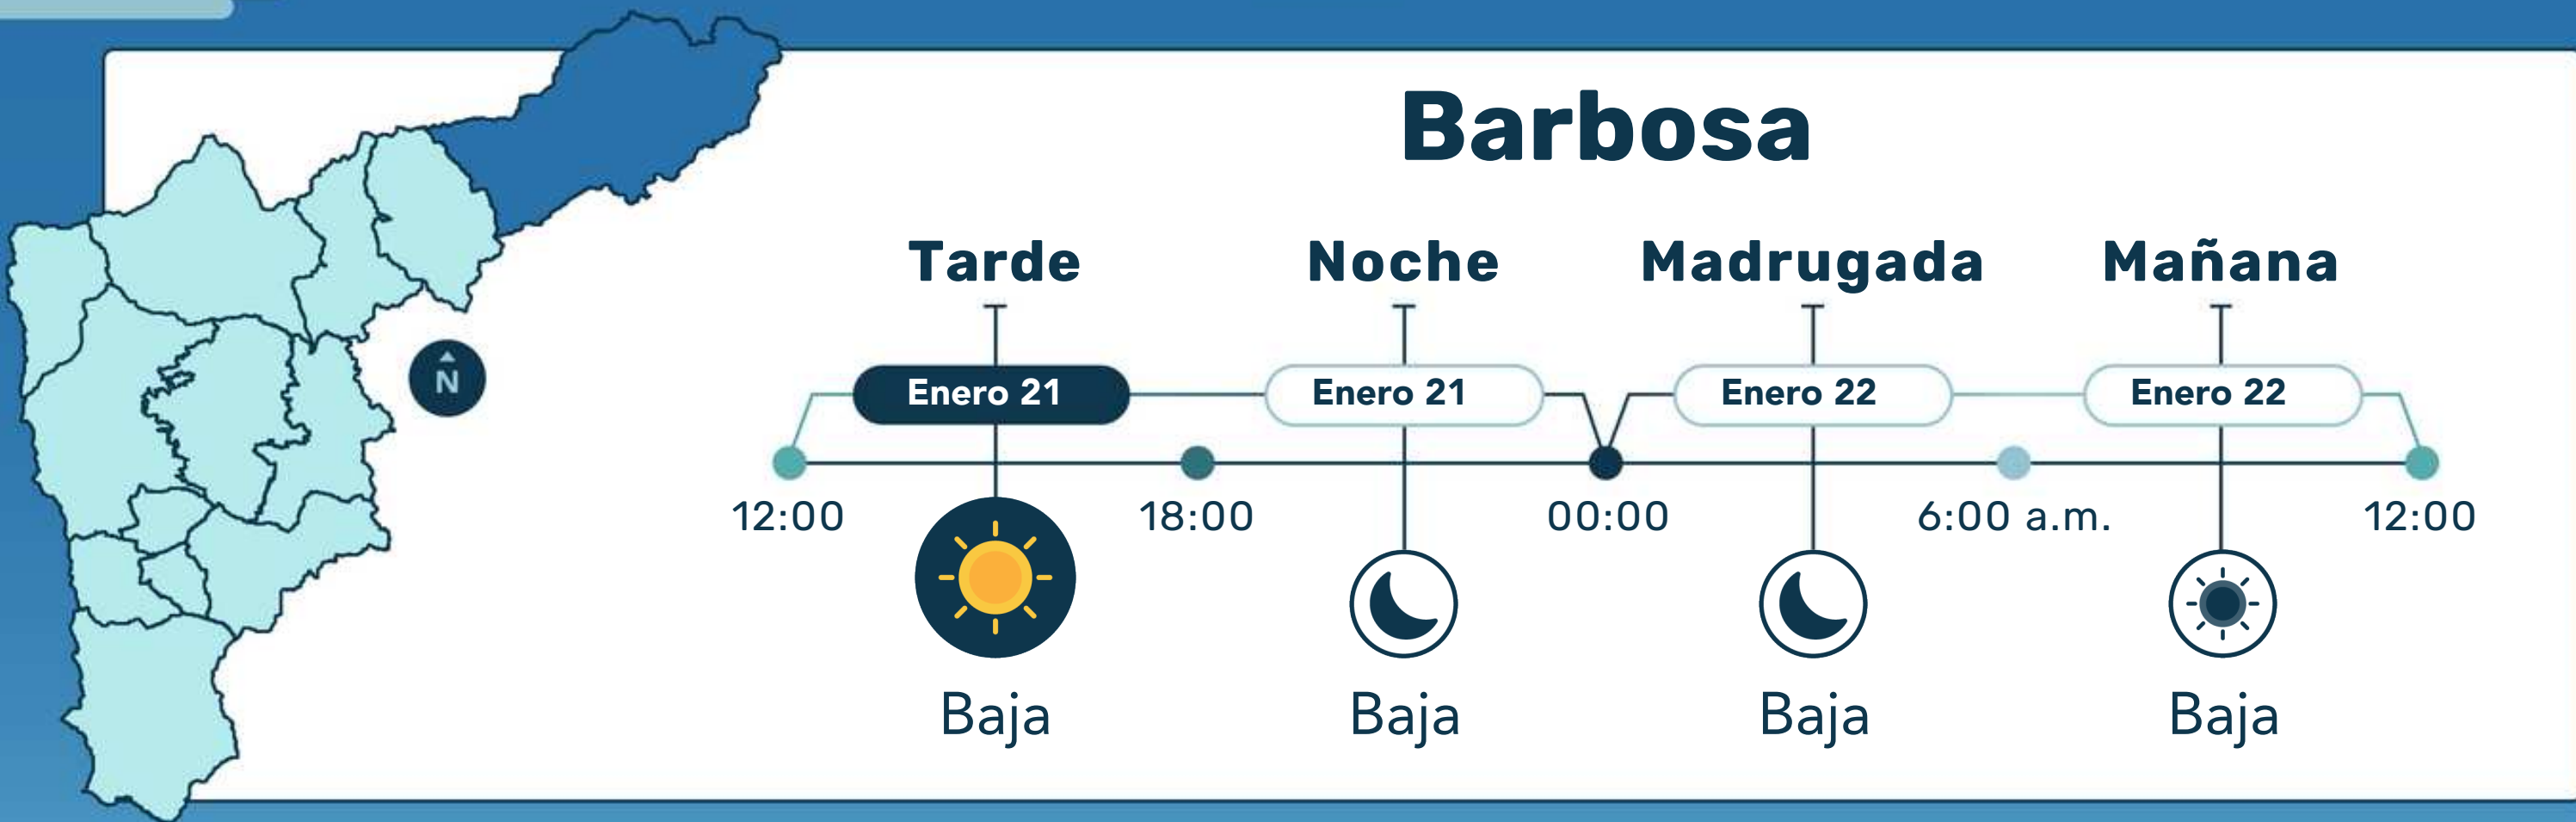 Barbosa
Tarde Noche Madrugada Mañana
Enero 21 Enero 21 Enero 22 Enero 22
N
12:00 18:00 00:00 6:00 a.m. 12:00
Baja Baja Baja Baja